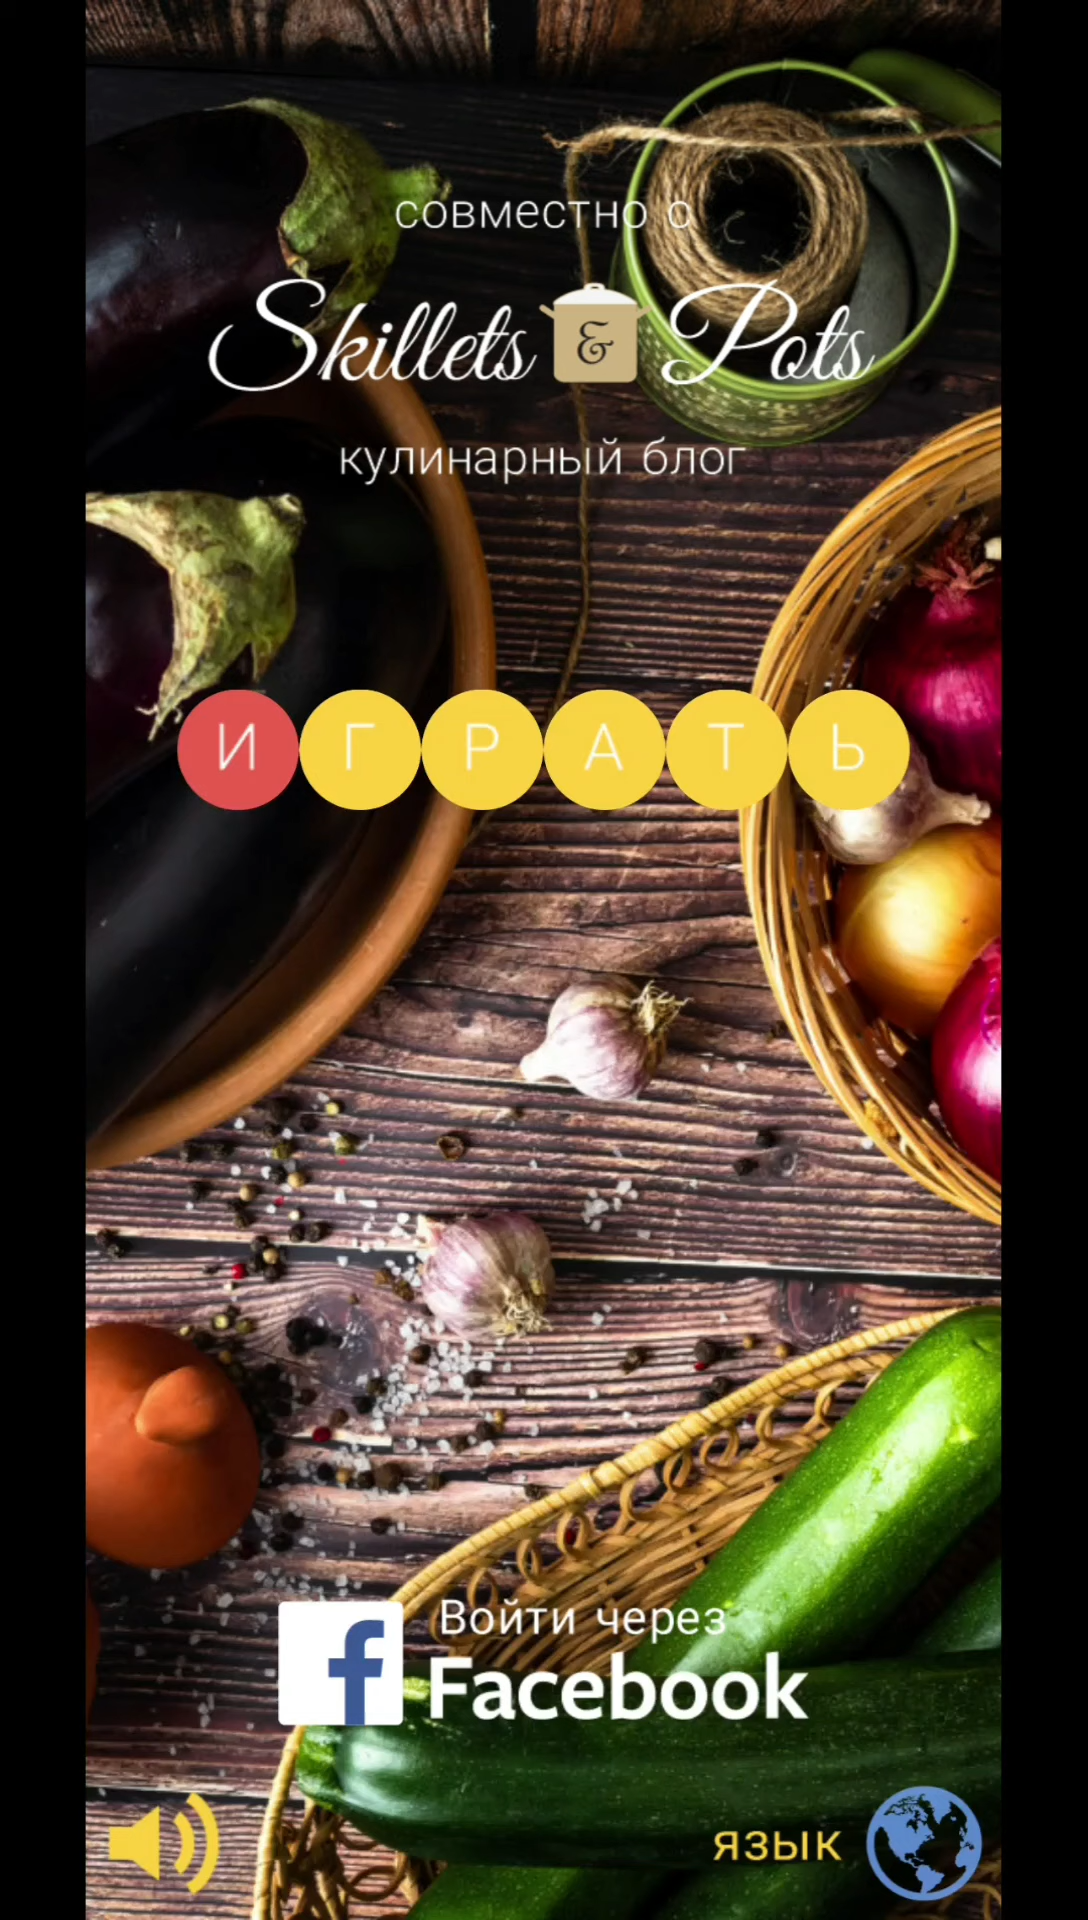 совместно с
Skillets & Pots
кулинарный блог
ИГРАТЬ
Войти через
Facebook
язык